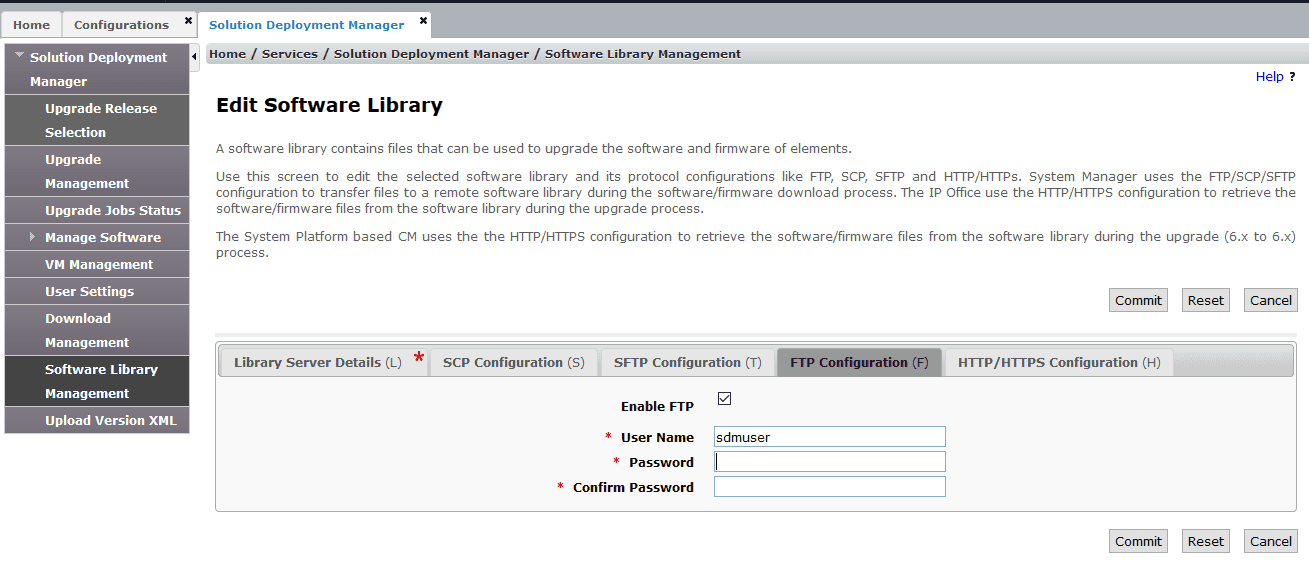 Home Configurations Solution Deployment Manager
Solution Deployment
Manager
Upgrade Release
Selection
Upgrade
Management
Upgrade Jobs Status
Manage Software
VM Management
User Settings
Download
Management
Software Library
Management
Upload Version XML
Home / Services / Solution Deployment Manager / Software Library Management
Help ?
Edit Software Library
A software library contains files that can be used to upgrade the software and firmware of elements.
Use this screen to edit the selected software library and its protocol configurations like FTP, SCP, SFTP and HTTP/HTTPs. System Manager uses the FTP/SCP/SFTP
configuration to transfer files to a remote software library during the software/firmware download process. The IP Office use the HTTP/HTTPS configuration to retrieve the
software/firmware files from the software library during the upgrade process.
The System Platform based CM uses the the HTTP/HTTPS configuration to retrieve the software/firmware files from the software library during the upgrade (6.x to 6.x)
process.
Commit Reset Cancel
Library Server Details (L) * SCP Configuration (S) SFTP Configuration (T) FTP Configuration (F) HTTP/HTTPS Configuration (H)
Enable FTP
* User Name sdmuser
* Password
* Confirm Password
Commit Reset Cancel